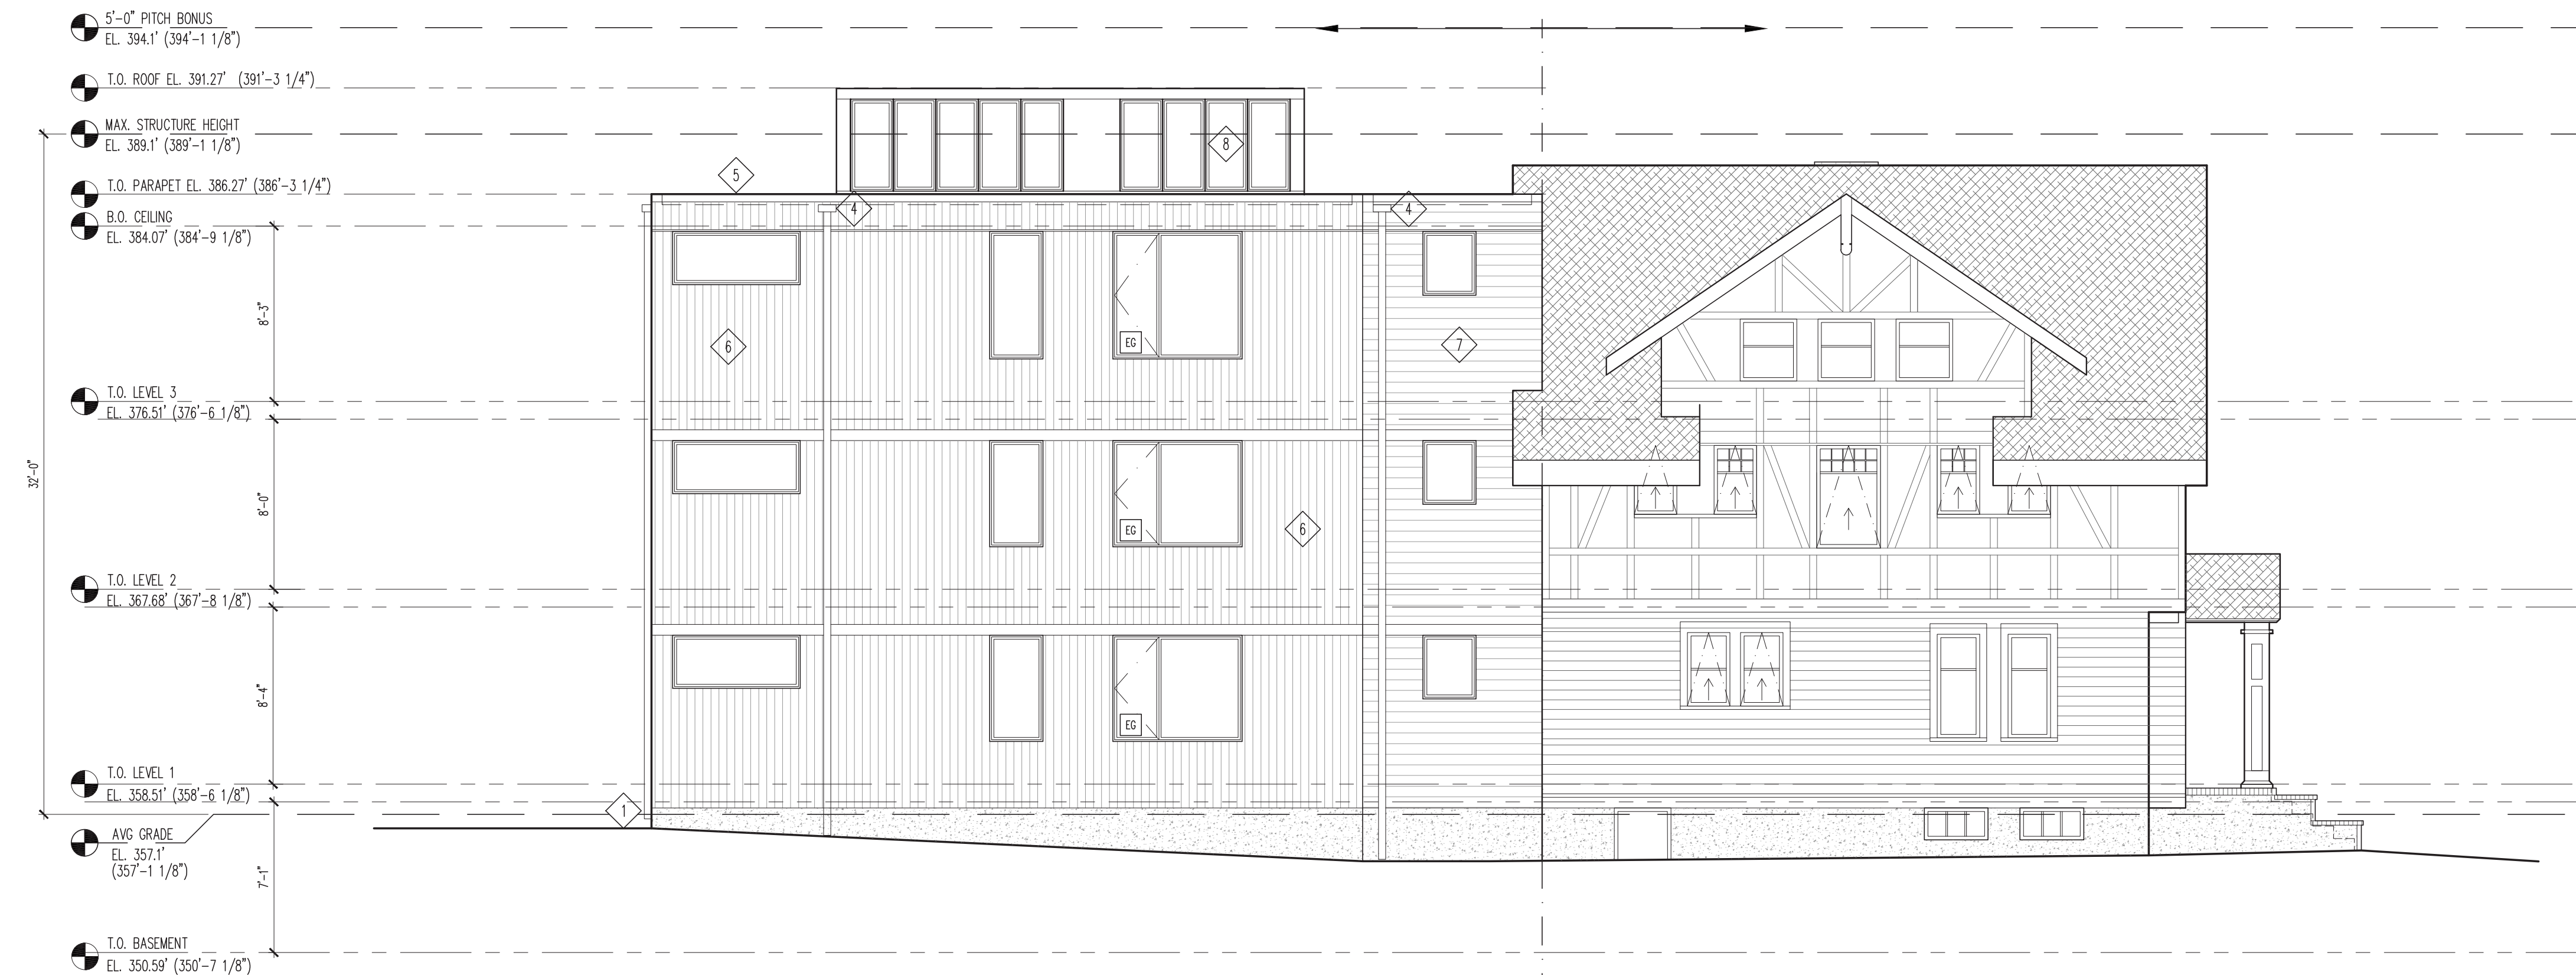 5'-0" PITCH BONUS
EL. 394.1' (394'-1 1/8")
T.O. ROOF EL. 391.27' (391'-3 1/4")
MAX. STRUCTURE HEIGHT
EL. 389.1' (389'-1 1/8")
8
5
T.O. PARAPET EL. 386.27' (386'-3 1/4")
4
4
B.O. CEILING
EL. 384.07' (384'-9 1/8")
8'-3"
EG
6
7
T.O. LEVEL 3
EL. 376.51' (376'-6 1/8")
32'-0"
8'-0"
EG
6
T.O. LEVEL 2
EL. 367.68' (367'-8 1/8")
8'-4"
EG
T.O. LEVEL 1
EL. 358.51' (358'-6 1/8")
1
AVG GRADE
EL. 357.1'
(357'-1 1/8")
7'-1"
T.O. BASEMENT
EL. 350.59' (350'-7 1/8")